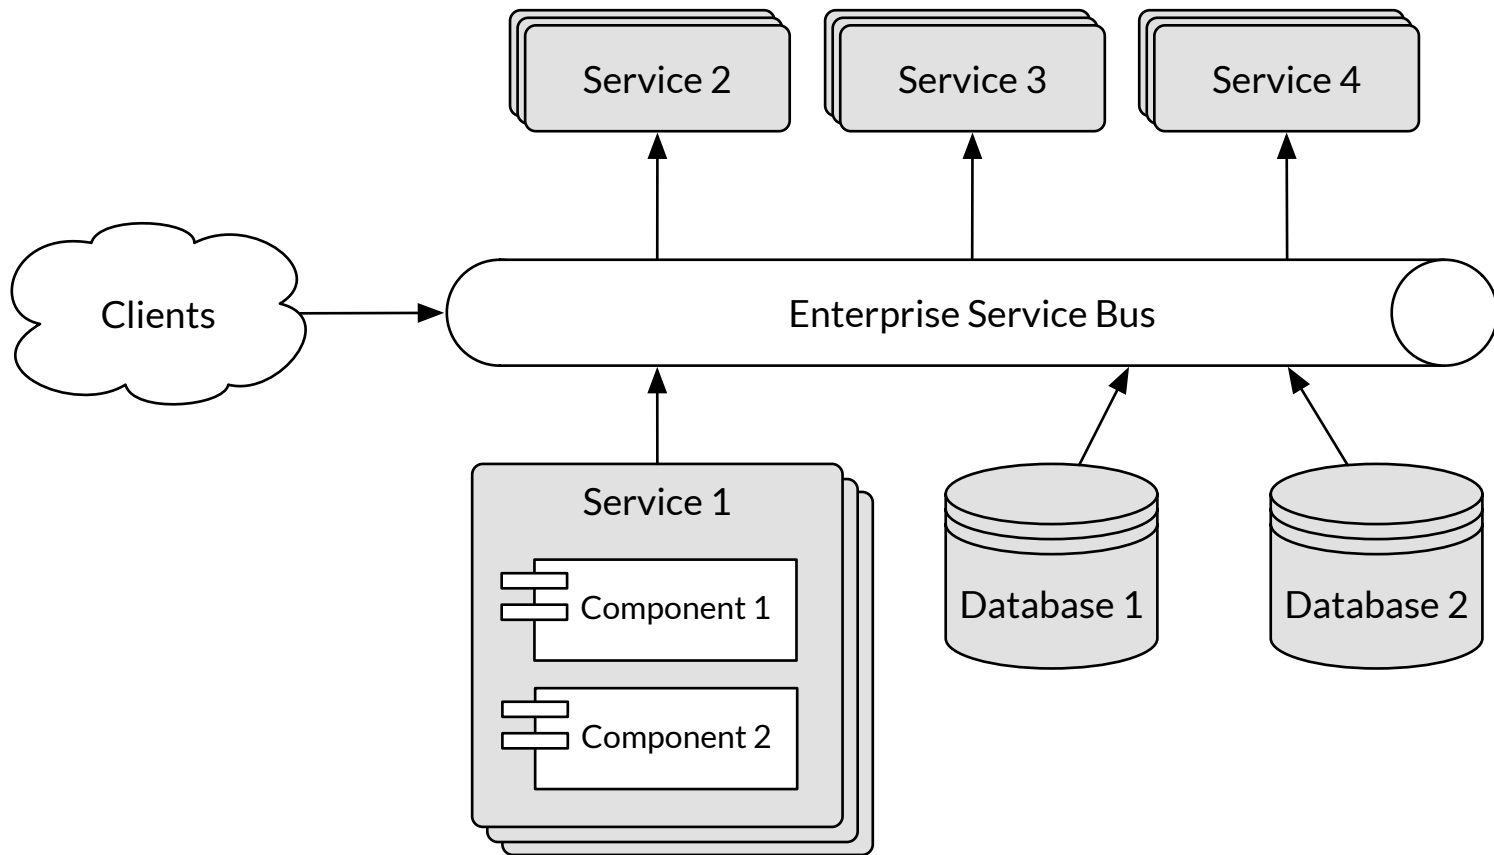 Service 2
Service 3
Service 4
Clients
Enterprise Service Bus
Service 1
Component 1
Component 2
Database 1
Database 2